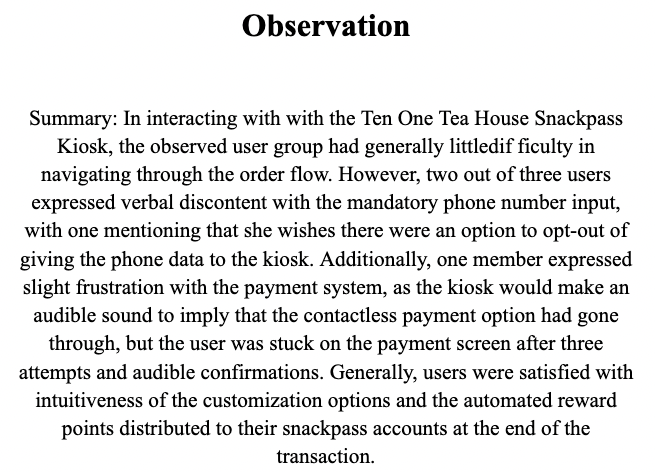 Observation
Summary: In interacting with with the Ten One Tea House Snackpass
Kiosk, the observed user group had generally littledif ficulty in
navigating through the order flow. However, two out of three users
expressed verbal discontent with the mandatory phone number input,
with one mentioning that she wishes there were an option to opt-out of
giving the phone data to the kiosk. Additionally, one member expressed
slight frustration with the payment system, as the kiosk would make an
audible sound to imply that the contactless payment option had gone
through, but the user was stuck on the payment screen after three
attempts and audible confirmations. Generally, users were satisfied with
intuitiveness of the customization options and the automated reward
points distributed to their snackpass accounts at the end of the
transaction.